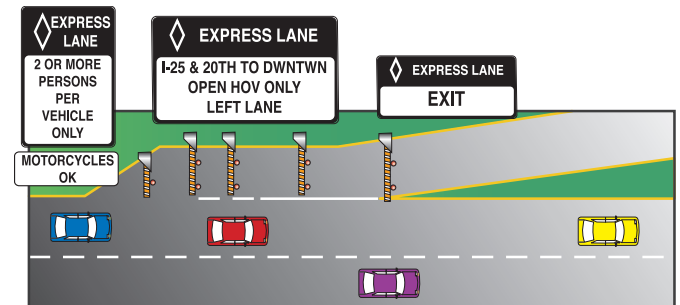 EXPRESS
LANE
2 OR MORE
PERSONS
PER
VEHICLE
ONLY
MOTORCYCLES
OK
EXPRESS LANE
I-25 & 20TH TO DWNTWN
OPEN HOV ONLY
LEFT LANE
EXPRESS LANE
EXIT